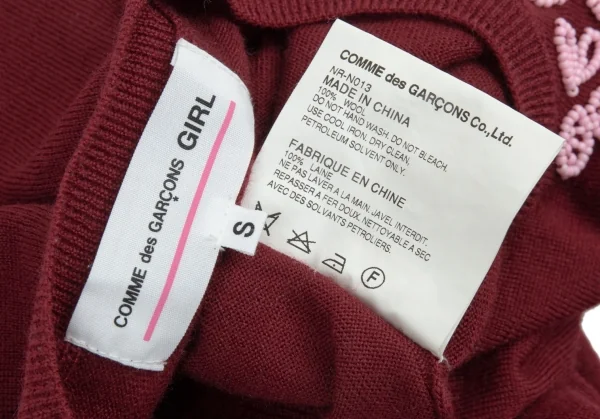 COMME des GARÇONS GIRL
S
COMME des GARÇONS Co., Ltd.
NR-N013
MADE IN CHINA
100% WOOL
DO NOT HAND WASH. DO NOT BLEACH.
USE COOL IRON. DRY CLEAN,
PETROLEUM SOLVENT ONLY.
FABRIQUE EN CHINE
100% LAINE
NE PAS LAVER A LA MAIN. JAVEL INTERDIT.
REPASSER A FER DOUX. NETTOYABLE A SEC
AVEC DES SOLVANTS PETROLIERS.
F